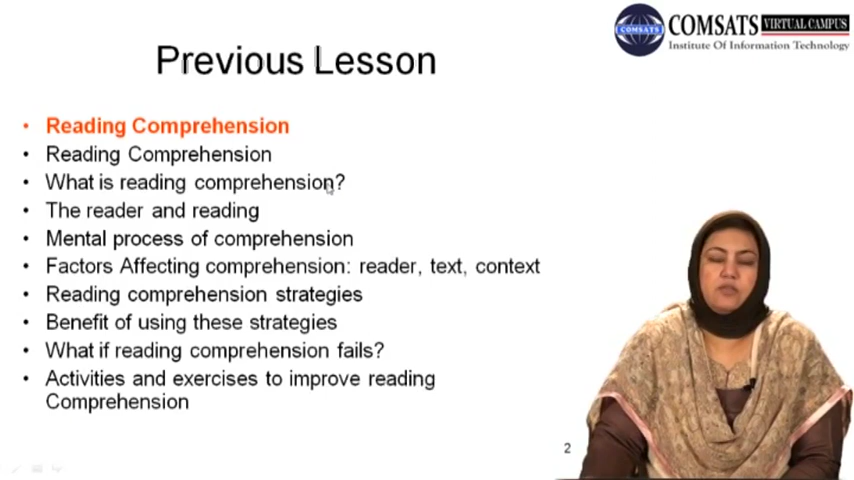 COMSATS VIRTUAL CAMPUS
COMSATS
Institute Of Information Technology
Previous Lesson
• Reading Comprehension
• Reading Comprehension
• What is reading comprehension?
• The reader and reading
• Mental process of comprehension
• Factors Affecting comprehension: reader, text, context
• Reading comprehension strategies
• Benefit of using these strategies
• What if reading comprehension fails?
• Activities and exercises to improve reading
Comprehension
2